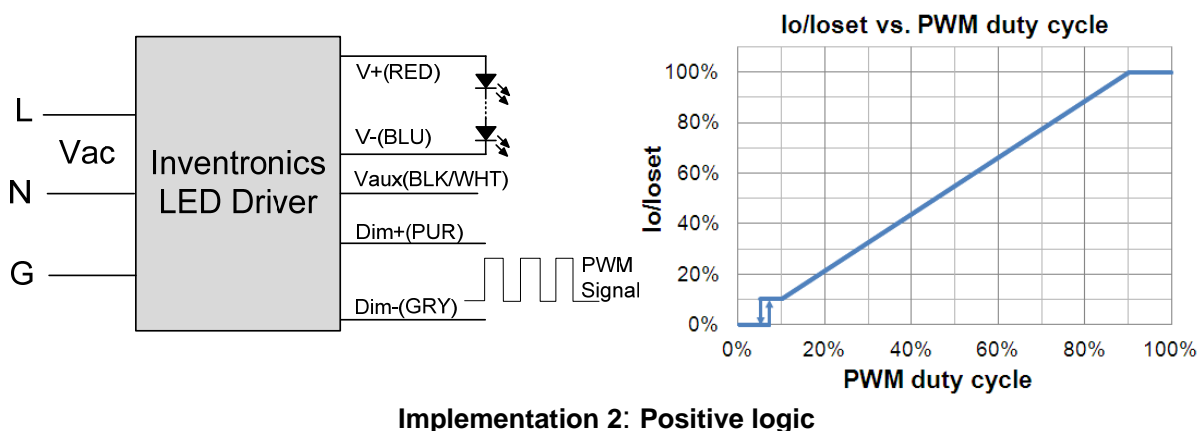 L
Vac
N
G
Inventronics
LED Driver
V+(RED)
V-(BLU)
Vaux(BLK/WHT)
Dim+(PUR)
Dim-(GRY)
PWM
Signal
Io/Ioset vs. PWM duty cycle
Io/Ioset
100%
80%
60%
40%
20%
0%
0% 20% 40% 60% 80% 100%
PWM duty cycle
Implementation 2: Positive logic